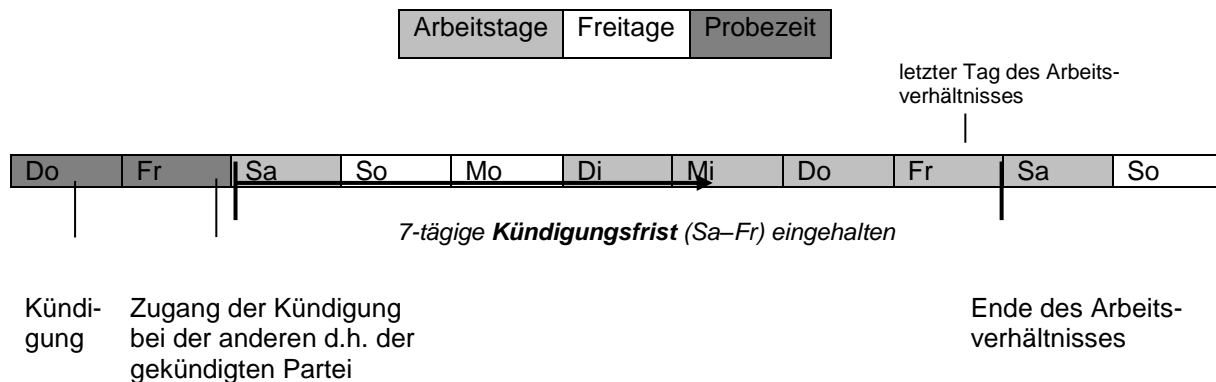 Arbeitstage Freitage Probezeit
letzter Tag des Arbeits-
verhältnisses
Do Fr Sa So Mo Di Mi Do Fr Sa So
7-tägige Kündigungsfrist (Sa–Fr) eingehalten
Kündi-
gung
Zugang der Kündigung
bei der anderen d.h. der
gekündigten Partei
Ende des Arbeits-
verhältnisses